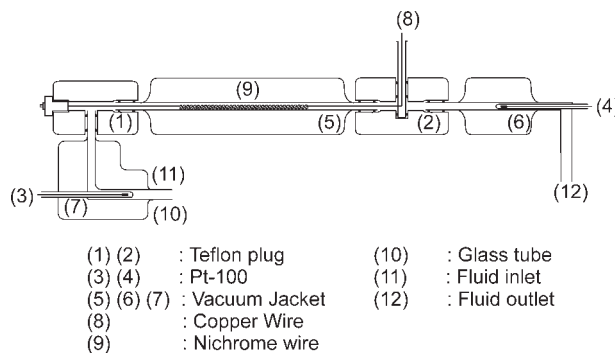 (8)
(9)
(1)
(5)
(2)
(6)
(4)
(11)
(3)
(7)
(10)
(12)
(1) (2) : Teflon plug
(3) (4) : Pt-100
(5) (6) (7) : Vacuum Jacket
(8) : Copper Wire
(9) : Nichrome wire
(10) : Glass tube
(11) : Fluid inlet
(12) : Fluid outlet